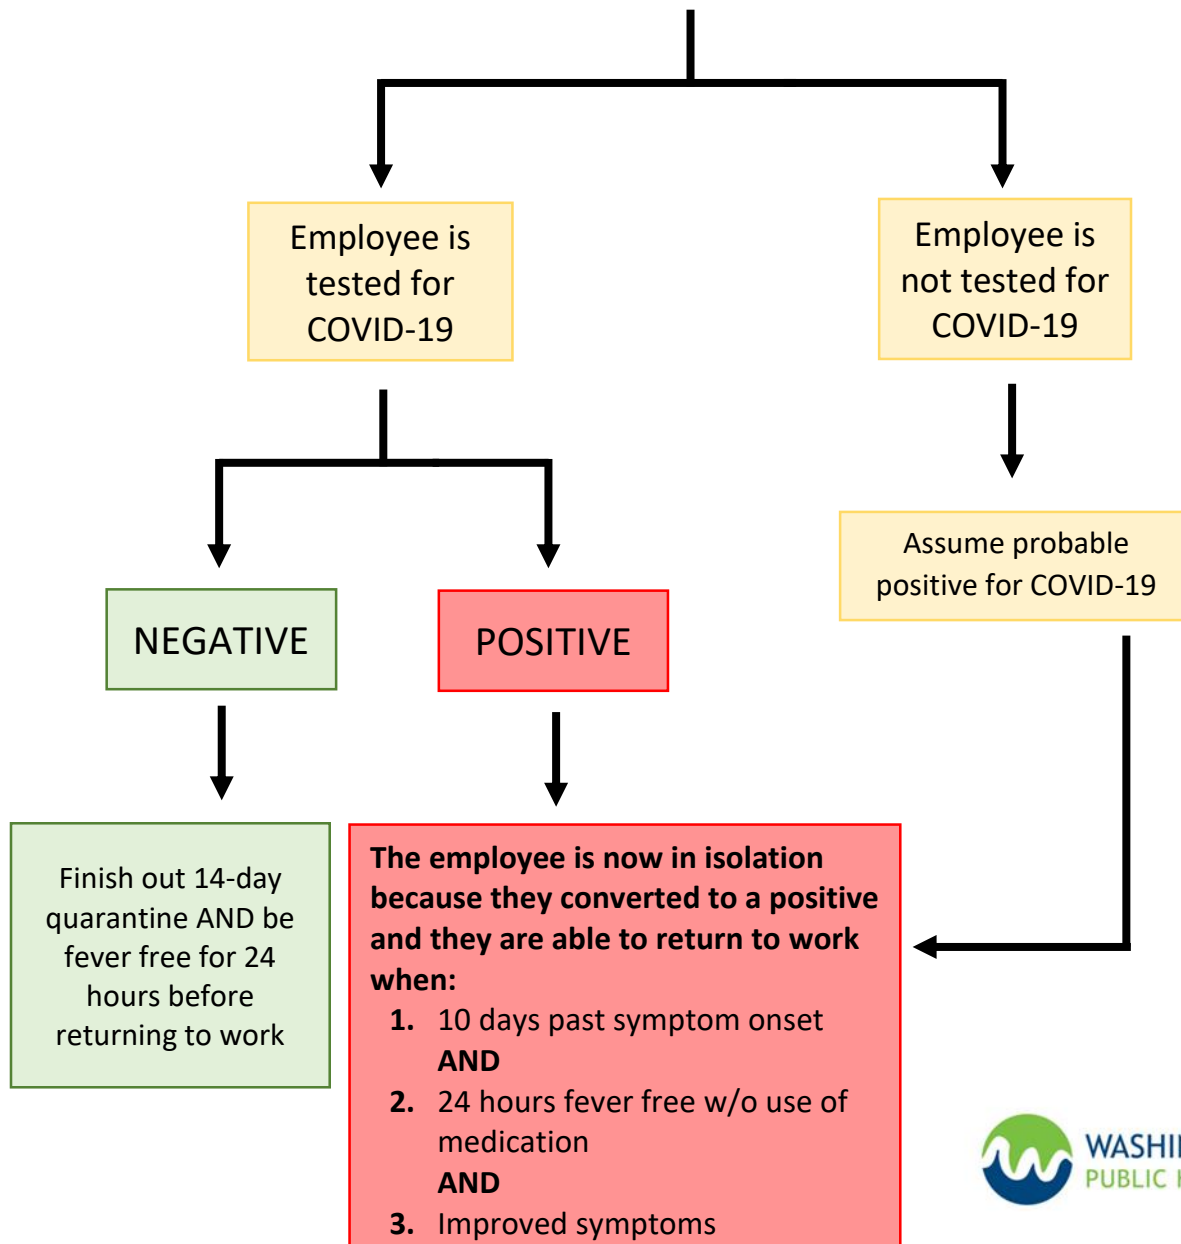 Employee is
tested for
COVID-19
Employee is
not tested for
COVID-19
Assume probable
positive for COVID-19
NEGATIVE
POSITIVE
Finish out 14-day
quarantine AND be
fever free for 24
hours before
returning to work
The employee is now in isolation
because they converted to a positive
and they are able to return to work
when:
1. 10 days past symptom onset
AND
2. 24 hours fever free w/o use of
medication
AND
3. Improved symptoms
PUBLIC